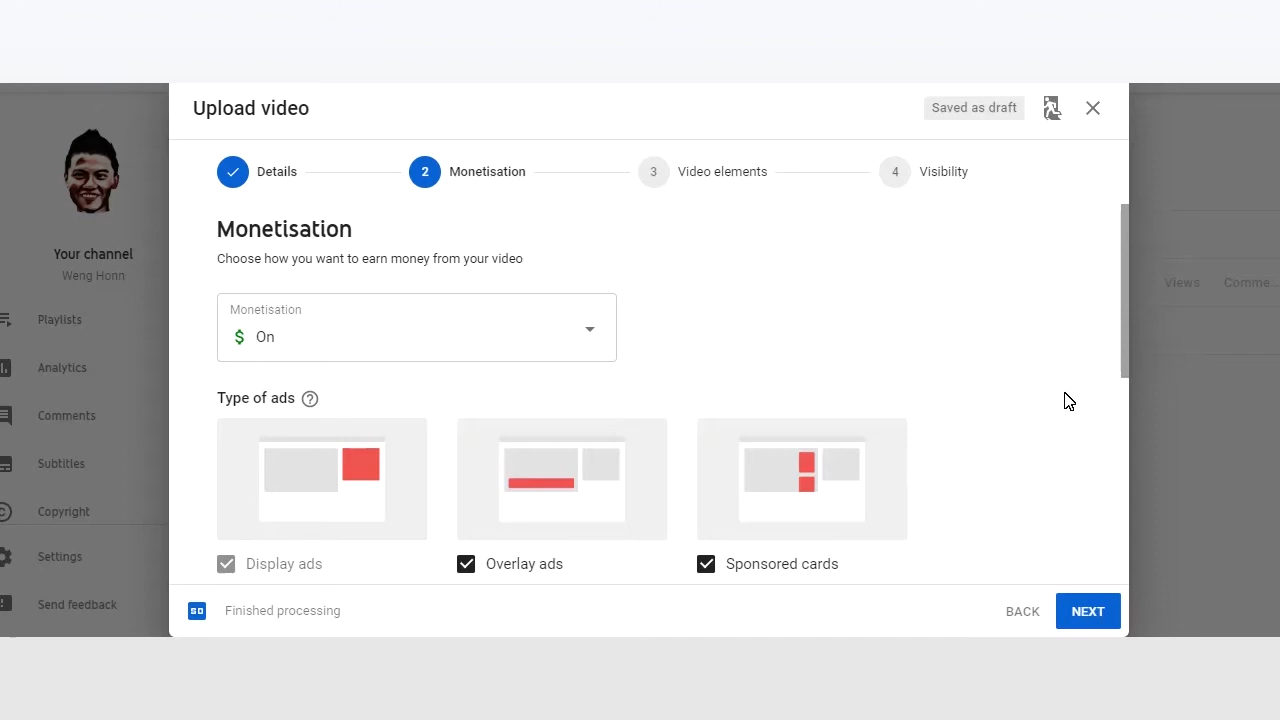 Upload video
Saved as draft
Details
2 Monetisation
3 Video elements
4 Visibility
Your channel
Weng Honn
Playlists
Analytics
Comments
Subtitles
Copyright
Settings
Send feedback
Monetisation
Choose how you want to earn money from your video
Monetisation
$ On
Type of ads ?
Display ads
Overlay ads
Sponsored cards
SD Finished processing
BACK
NEXT
Views
Comme...